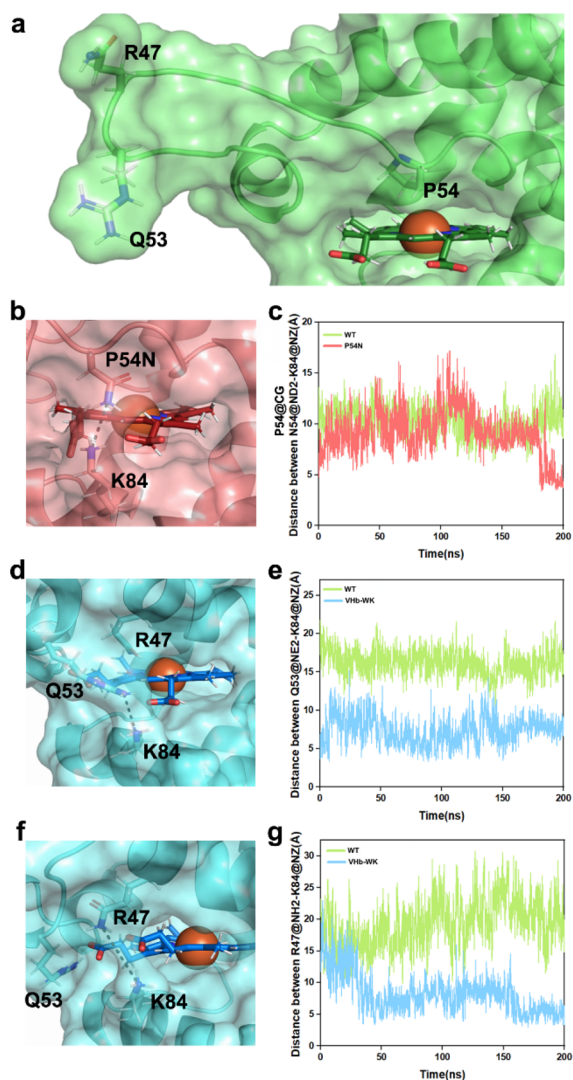 a
R47
P54
Q53
b
P54N
K84
c
P54@CG
Distance between N54@ND2-K84@NZ(Å)
20
15
10
5
0
WT
P54N
0
50
100
150
200
Time(ns)
d
R47
Q53
K84
e
Distance between Q53@NE2-K84@NZ(Å)
25
20
15
10
5
0
WT
VHb-WK
0
50
100
150
200
Time(ns)
f
R47
Q53
K84
g
Distance between R47@NH2-K84@NZ(Å)
30
25
20
15
10
5
0
WT
VHb-WK
0
50
100
150
200
Time(ns)